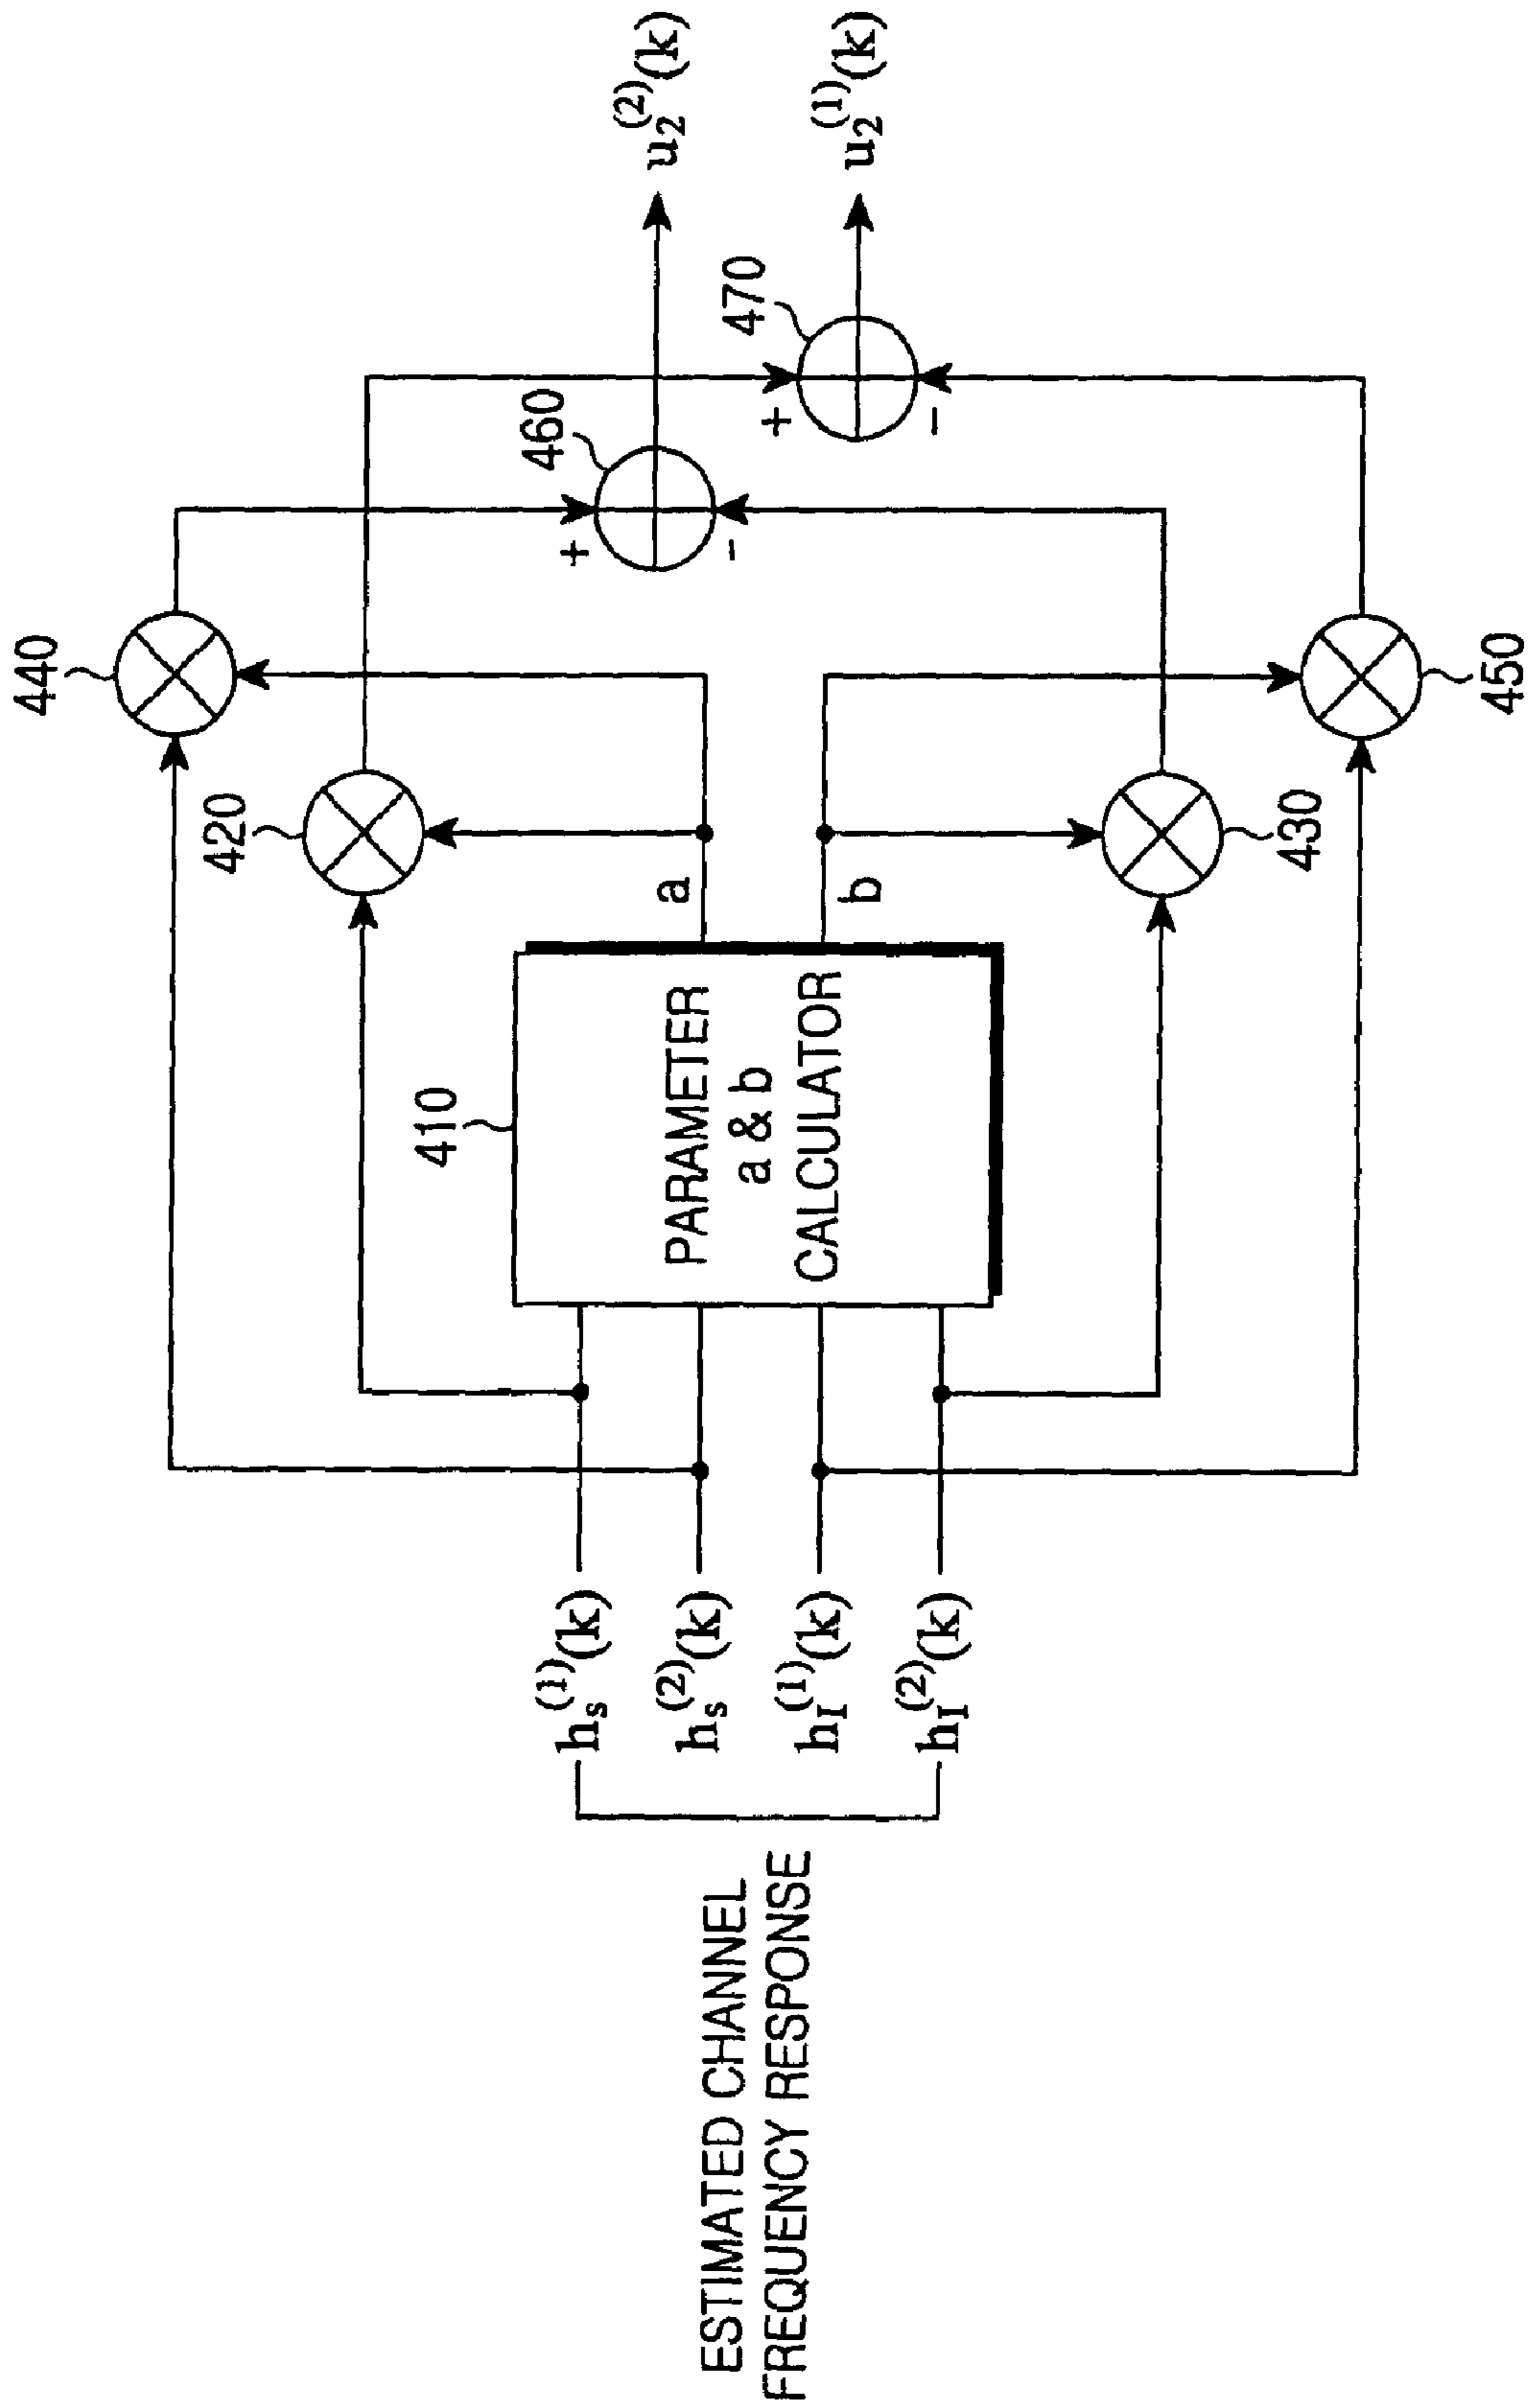 ESTIMATED CHANNEL
FREQUENCY RESPONSE
h_s^(1)(k)
h_s^(2)(k)
h_I^(1)(k)
h_I^(2)(k)
410
PARAMETER
a & b
CALCULATOR
a
b
420
430
440
450
460
+
-
470
+
-
u_2^(2)(k)
u_2^(1)(k)